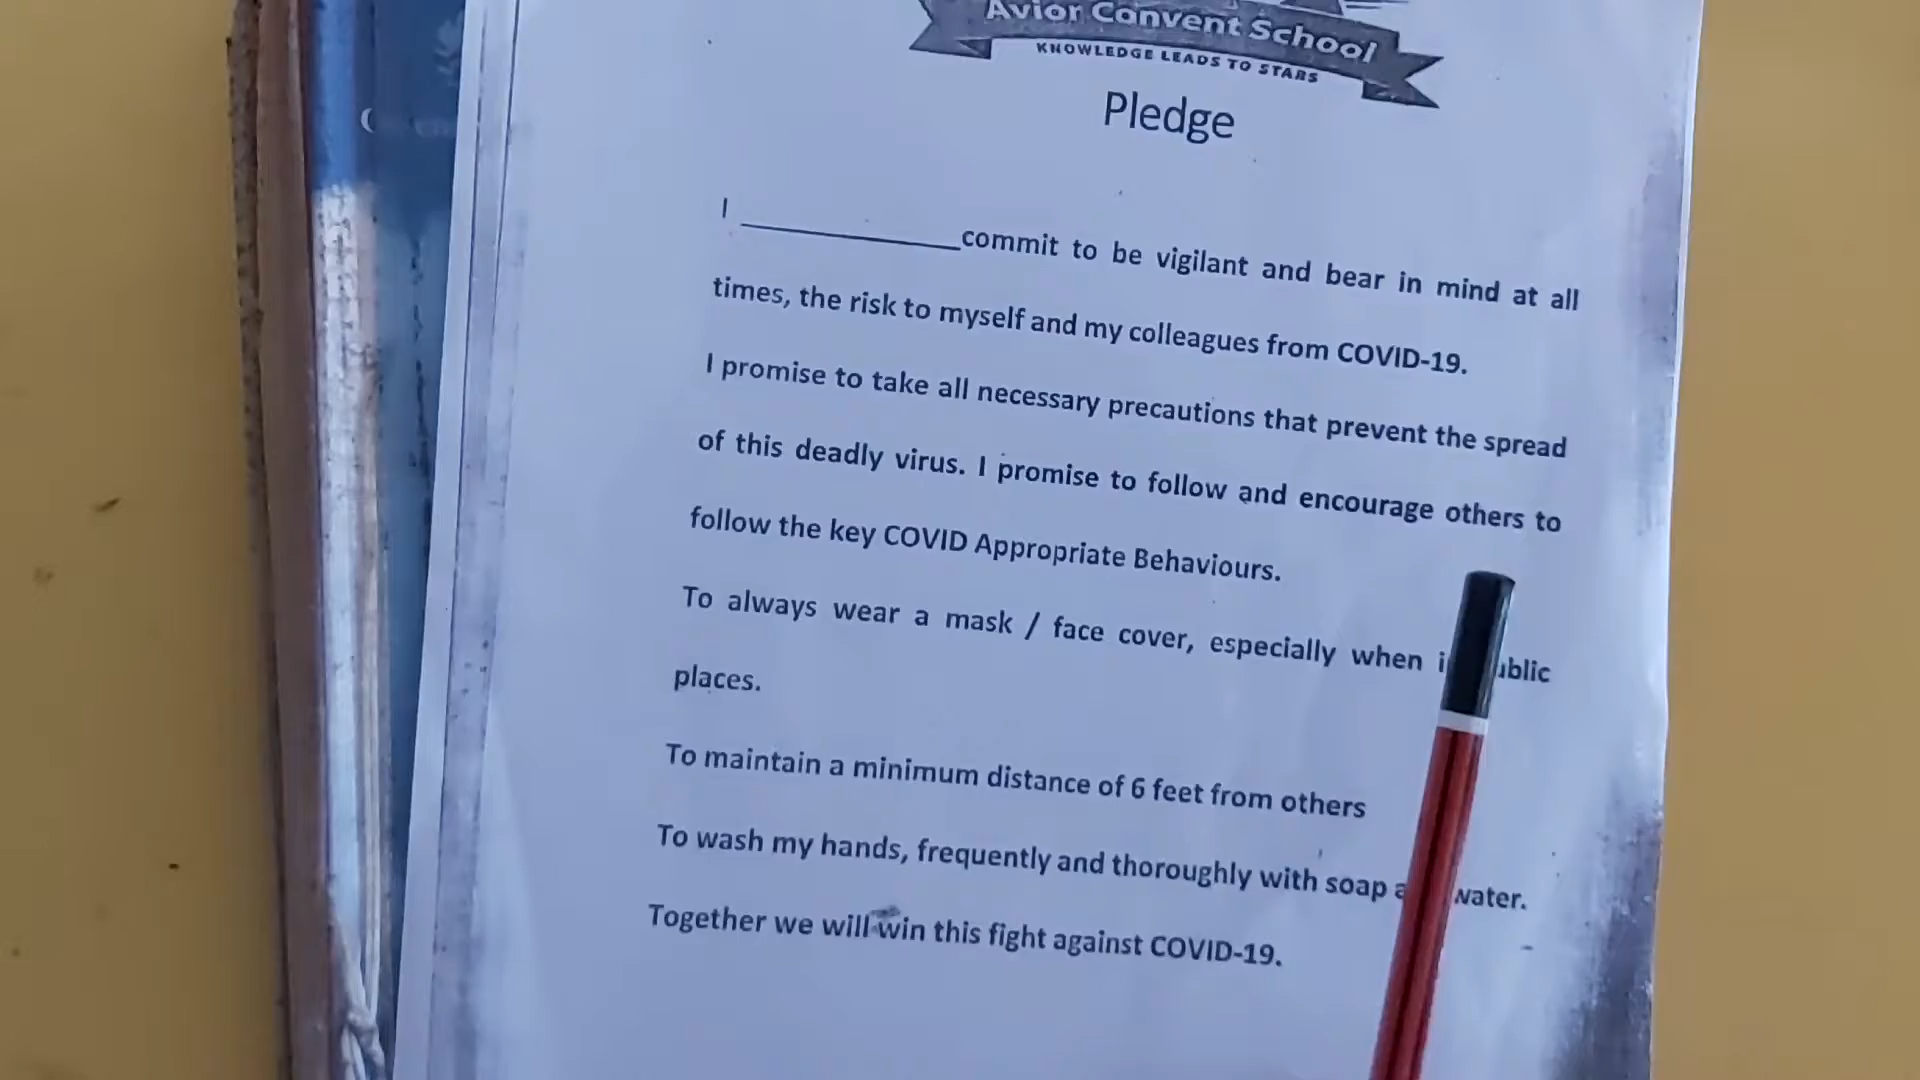 Avior Convent School
KNOWLEDGE LEADS TO STARS
Pledge
I ______________commit to be vigilant and bear in mind at all
times, the risk to myself and my colleagues from COVID-19.
I promise to take all necessary precautions that prevent the spread
of this deadly virus. I promise to follow and encourage others to
follow the key COVID Appropriate Behaviours.
To always wear a mask / face cover, especially when
places.
To maintain a minimum distance of 6 feet from others
To wash my hands, frequently and thoroughly with soap water.
Together we will win this fight against COVID-19.